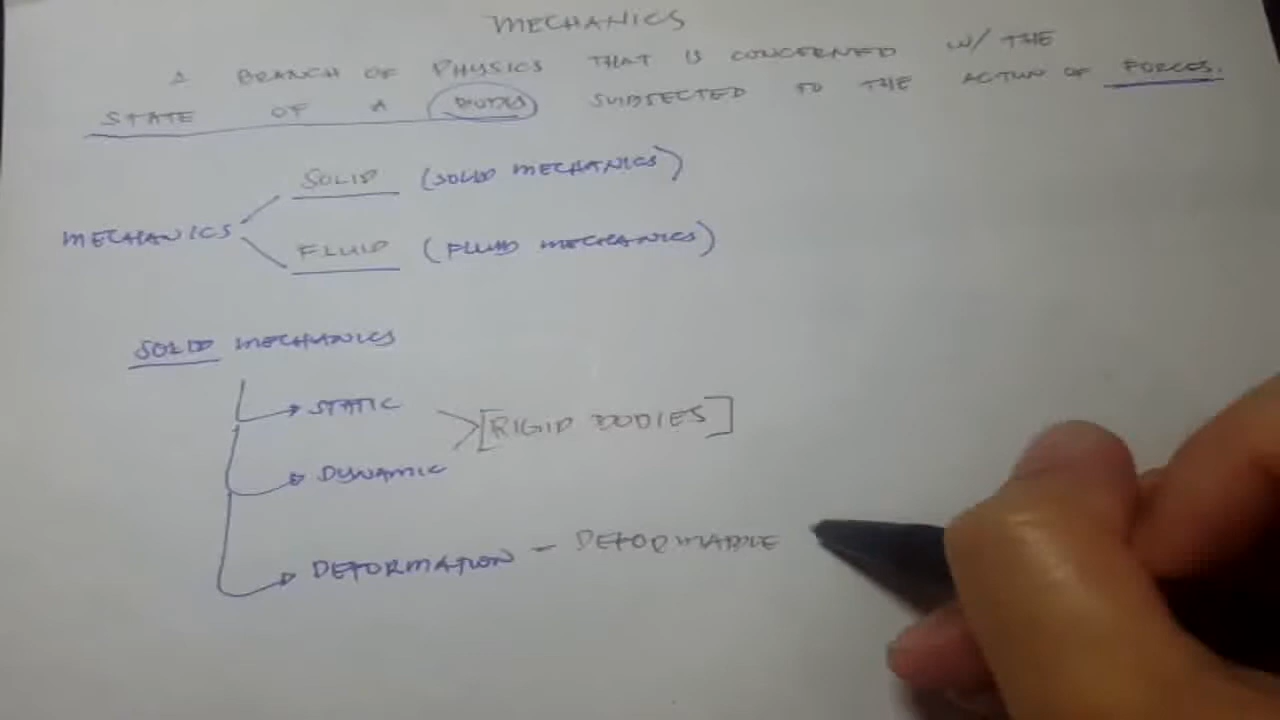 MECHANICS
A BRANCH OF PHYSICS THAT IS CONCERNED W/ THE
STATE OF A BODIES SUBJECTED TO THE ACTION OF FORCES.
SOLID (SOLID MECHANICS)
MECHANICS
FLUID (FLUID MECHANICS)
SOLID MECHANICS
STATIC
[RIGID BODIES]
DYNAMIC
DEFORMATION - DEFORMABLE